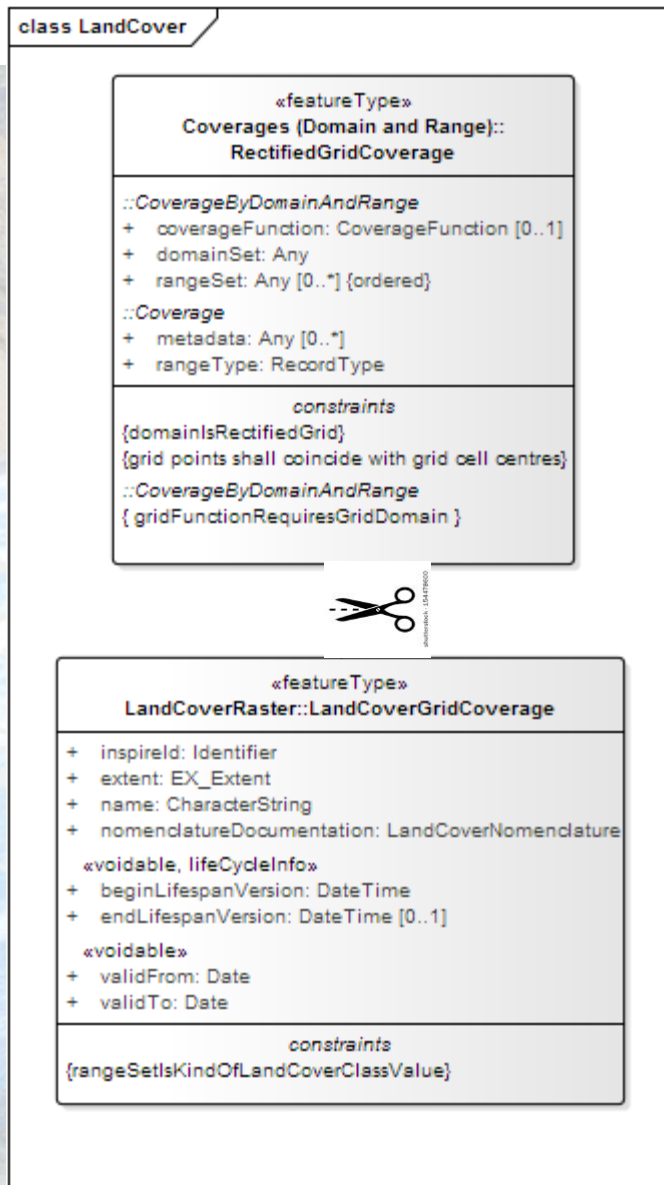 class LandCover
«featureType»
Coverages (Domain and Range)::
RectifiedGridCoverage
::CoverageByDomainAndRange
+ coverageFunction: CoverageFunction [0..1]
+ domainSet: Any
+ rangeSet: Any [0..*] {ordered}
::Coverage
+ metadata: Any [0..*]
+ rangeType: RecordType
constraints
{domainIsRectifiedGrid}
{grid points shall coincide with grid cell centres}
::CoverageByDomainAndRange
{ gridFunctionRequiresGridDomain }
shutterstock · 154478600
«featureType»
LandCoverRaster::LandCoverGridCoverage
+ inspireId: Identifier
+ extent: EX_Extent
+ name: CharacterString
+ nomenclatureDocumentation: LandCoverNomenclature
«voidable, lifeCycleInfo»
+ beginLifespanVersion: DateTime
+ endLifespanVersion: DateTime [0..1]
«voidable»
+ validFrom: Date
+ validTo: Date
constraints
{rangeSetIsKindOfLandCoverClassValue}